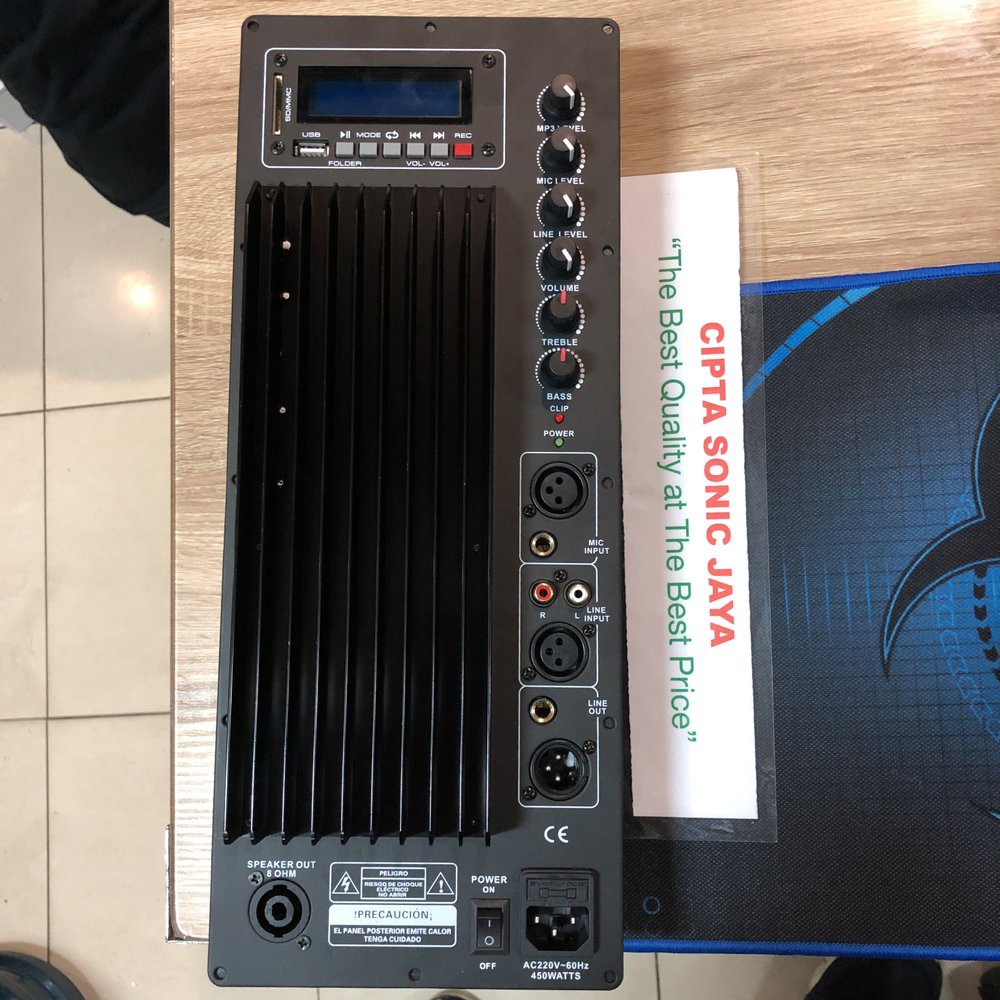 SD/MMC
USB
MODE
REC
FOLDER
VOL- VOL+
MP3 LEVEL
MIC LEVEL
LINE LEVEL
VOLUME
TREBLE
BASS
CLIP
POWER
MIC
INPUT
R L
LINE
INPUT
LINE
OUT
CE
SPEAKER OUT
8 OHM
PELIGRO
RIESGO DE CHOQUE
ELÉCTRICO
NO ABRIR
!PRECAUCIÓN¡
EL PANEL POSTERIOR EMITE CALOR
TENGA CUIDADO
POWER
ON
OFF
AC220V~60Hz
450WATTS
CIPTA SONIC JAYA
“The Best Quality at The Best Price”